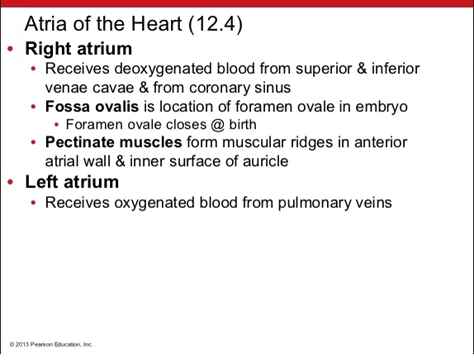 Atria of the Heart (12.4)
• Right atrium
• Receives deoxygenated blood from superior & inferior
venae cavae & from coronary sinus
• Fossa ovalis is location of foramen ovale in embryo
• Foramen ovale closes @ birth
• Pectinate muscles form muscular ridges in anterior
atrial wall & inner surface of auricle
• Left atrium
• Receives oxygenated blood from pulmonary veins
© 2013 Pearson Education, Inc.